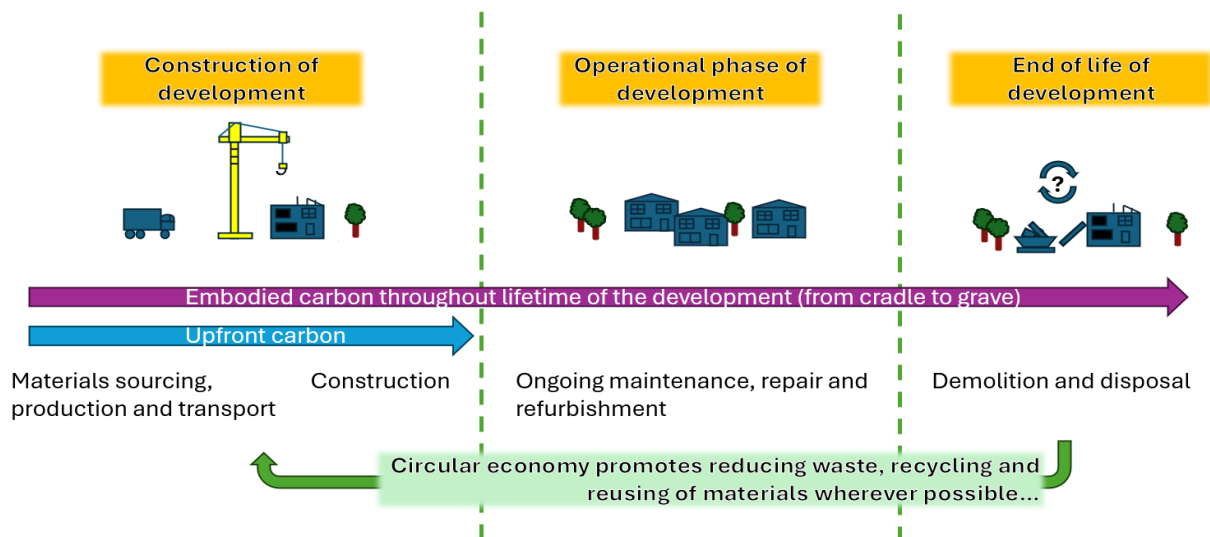 Construction of
development
Operational phase of
development
End of life of
development
?
Embodied carbon throughout lifetime of the development (from cradle to grave)
Upfront carbon
Materials sourcing,
production and transport
Construction
Ongoing maintenance, repair and
refurbishment
Demolition and disposal
Circular economy promotes reducing waste, recycling and
reusing of materials wherever possible...